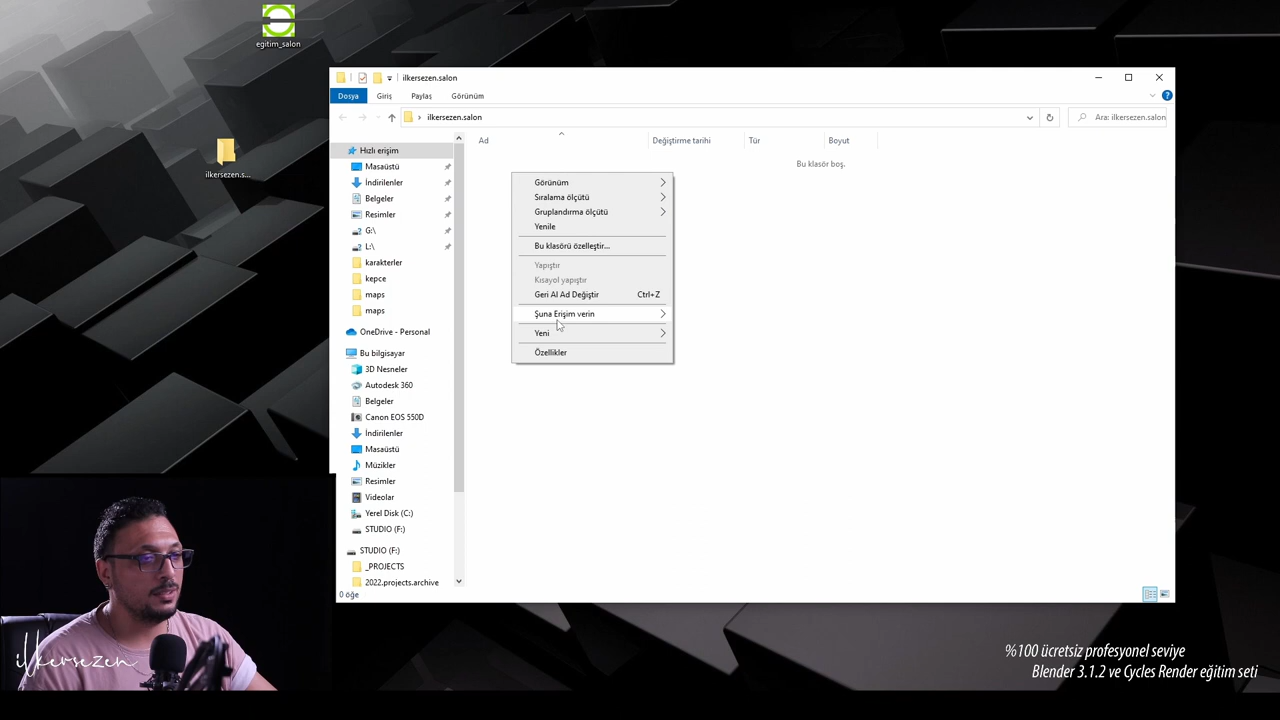 egitim_salon
ilkersezen.s...
ilkersezen.salon
Dosya
Giriş
Paylaş
Görünüm
ilkersezen.salon
Ara: ilkersezen.salon
Ad
Değiştirme tarihi
Tür
Boyut
Bu klasör boş.
Hızlı erişim
Masaüstü
İndirilenler
Belgeler
Resimler
G:\
L:\
karakterler
kepce
maps
maps
OneDrive - Personal
Bu bilgisayar
3D Nesneler
Autodesk 360
Belgeler
Canon EOS 550D
İndirilenler
Masaüstü
Müzikler
Resimler
Videolar
Yerel Disk (C:)
STUDIO (F:)
STUDIO (F:)
_PROJECTS
2022.projects.archive
0 öğe
Görünüm
Sıralama ölçütü
Gruplandırma ölçütü
Yenile
Bu klasörü özelleştir...
Yapıştır
Kısayol yapıştır
Geri Al Ad Değiştir Ctrl+Z
Şuna Erişim verin
Yeni
Özellikler
ilkersezen
%100 ücretsiz profesyonel seviye
Blender 3.1.2 ve Cycles Render eğitim seti